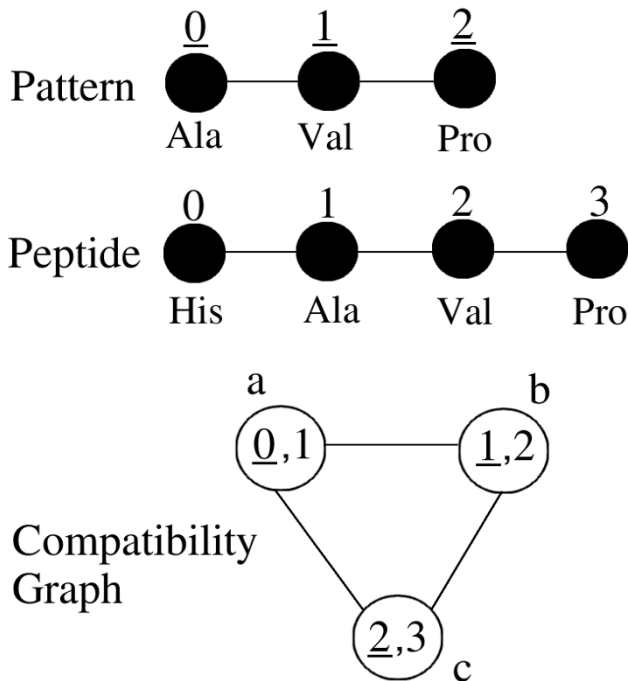 0 1 2
Pattern
Ala Val Pro
0 1 2 3
Peptide
His Ala Val Pro
a b
0,1 1,2
Compatibility
Graph
2,3
c